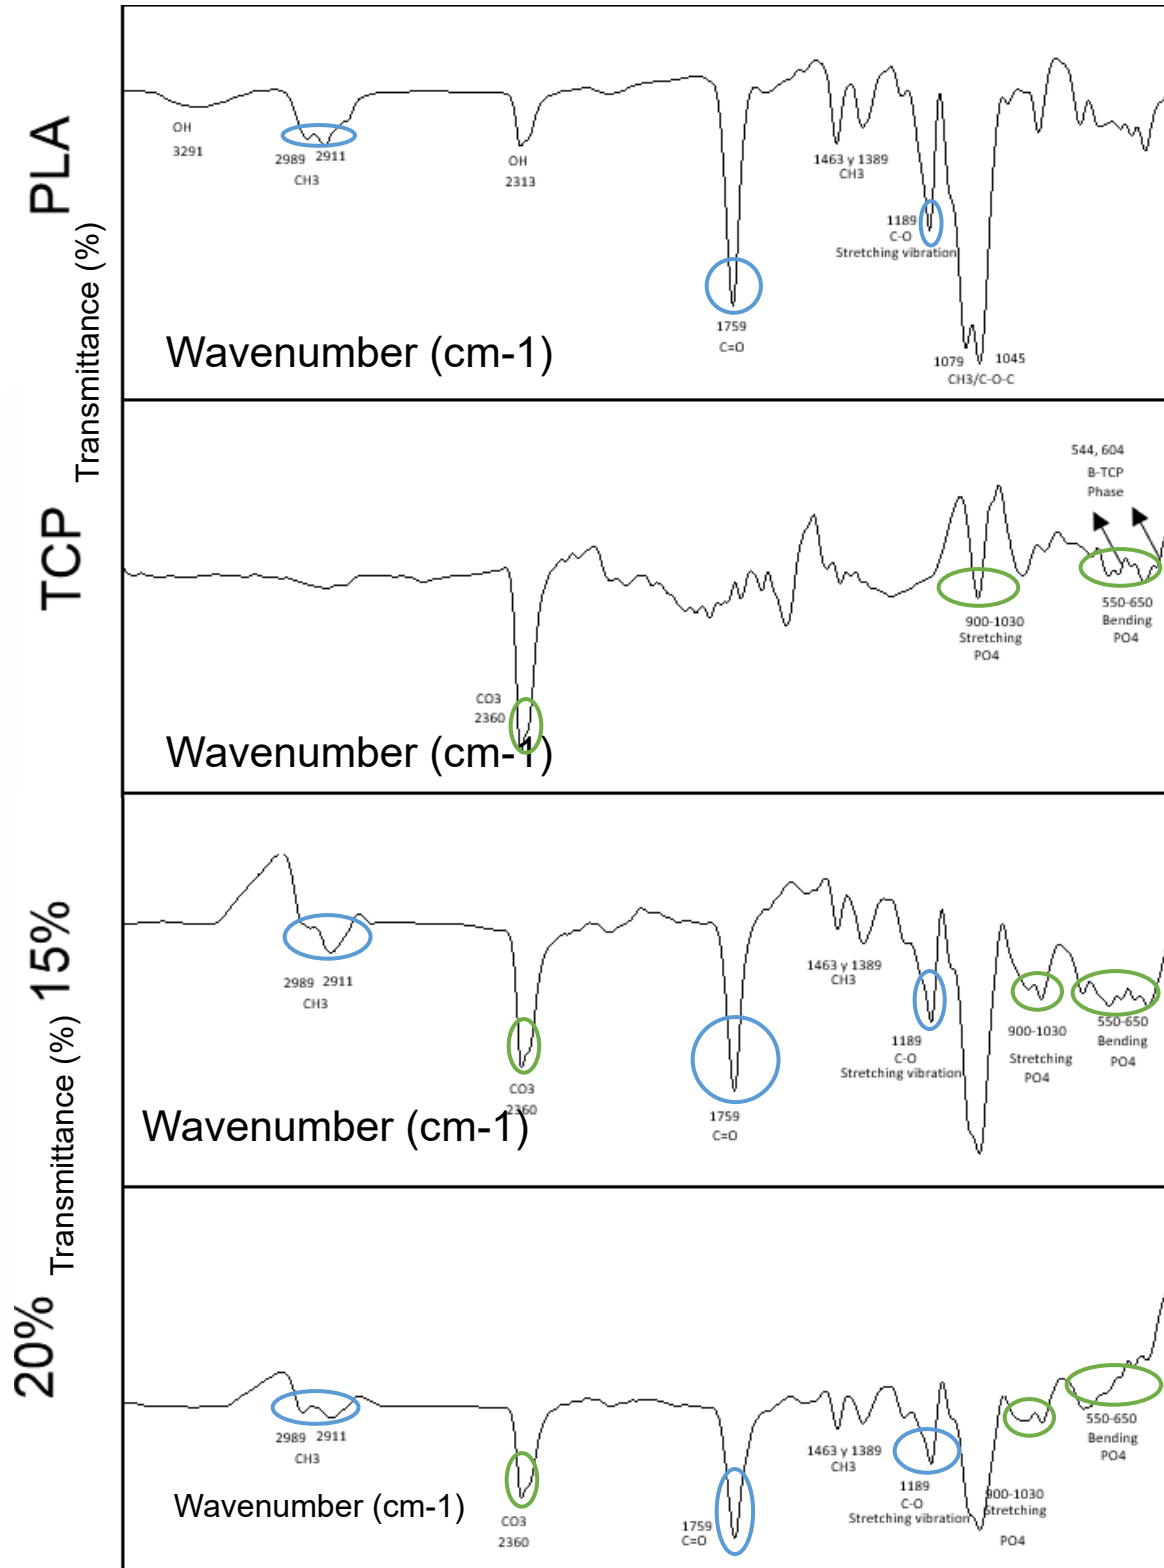 PLA
Transmittance (%)
OH
3291
2989 2911
CH3
OH
2313
1759
C=O
1463 y 1389
CH3
1189
C-O
Stretching vibration
1079 1045
CH3/C-O-C
Wavenumber (cm-1)
TCP
CO3
2360
900-1030
Stretching
PO4
544, 604
B-TCP
Phase
550-650
Bending
PO4
Wavenumber (cm-1)
15%
Transmittance (%)
2989 2911
CH3
CO3
2360
1759
C=O
1463 y 1389
CH3
1189
C-O
Stretching vibration
900-1030
Stretching
PO4
550-650
Bending
PO4
Wavenumber (cm-1)
20%
2989 2911
CH3
CO3
2360
1759
C=O
1463 y 1389
CH3
1189
C-O
Stretching vibration
900-1030
Stretching
PO4
550-650
Bending
PO4
Wavenumber (cm-1)